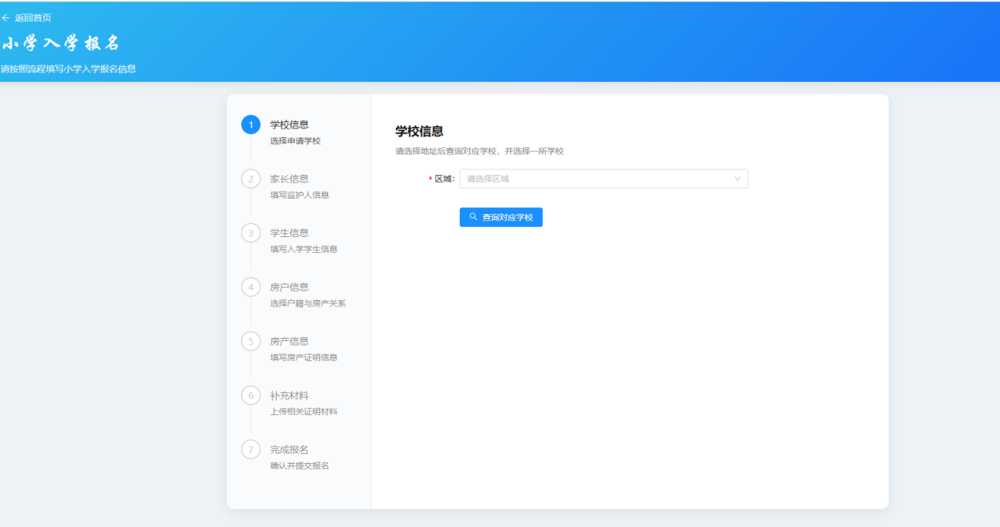 ← 返回首页
小学入学报名
请按照流程填写小学入学报名信息
1 学校信息
选择申请学校
2 家长信息
填写监护人信息
3 学生信息
填写入学学生信息
4 房户信息
选择户籍与房产关系
5 房产信息
填写房产证明信息
6 补充材料
上传相关证明材料
7 完成报名
确认并提交报名
学校信息
请选择地址后查询对应学校，并选择一所学校
* 区域: 请选择区域
查询对应学校